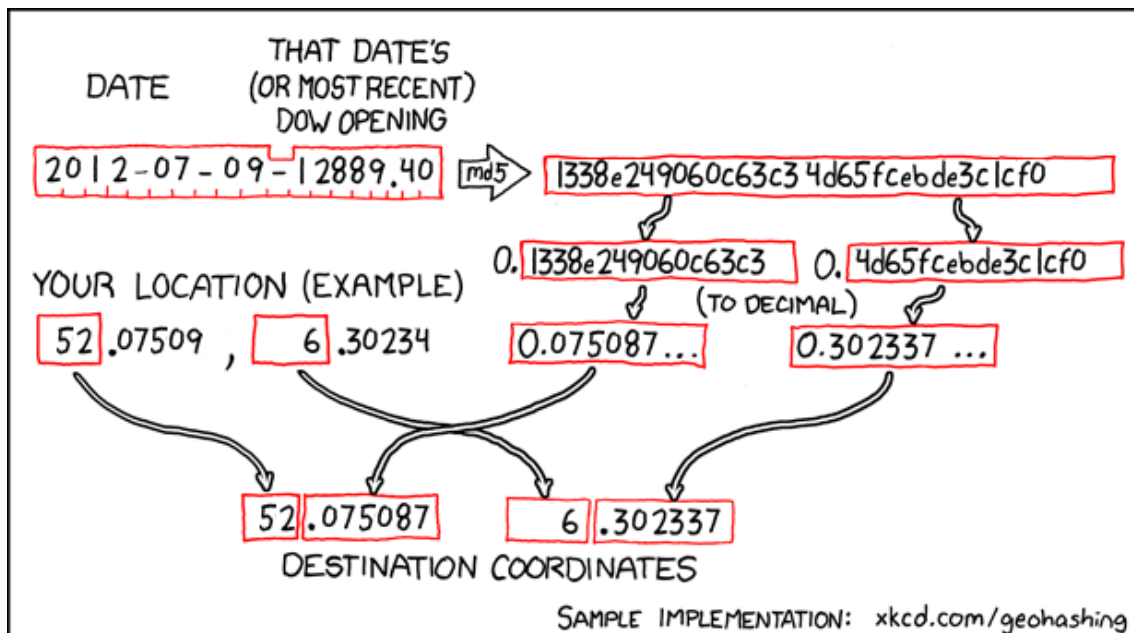 THAT DATE'S
DATE (OR MOST RECENT)
DOW OPENING
2012-07-09-12889.40 md5 1338e249060c63c34d65fcebde3c1cf0
0.1338e249060c63c3 0.4d65fcebde3c1cf0
YOUR LOCATION (EXAMPLE) (TO DECIMAL)
52.07509, 6.30234 0.075087... 0.302337...
52.075087 6.302337
DESTINATION COORDINATES
SAMPLE IMPLEMENTATION: xkcd.com/geohashing